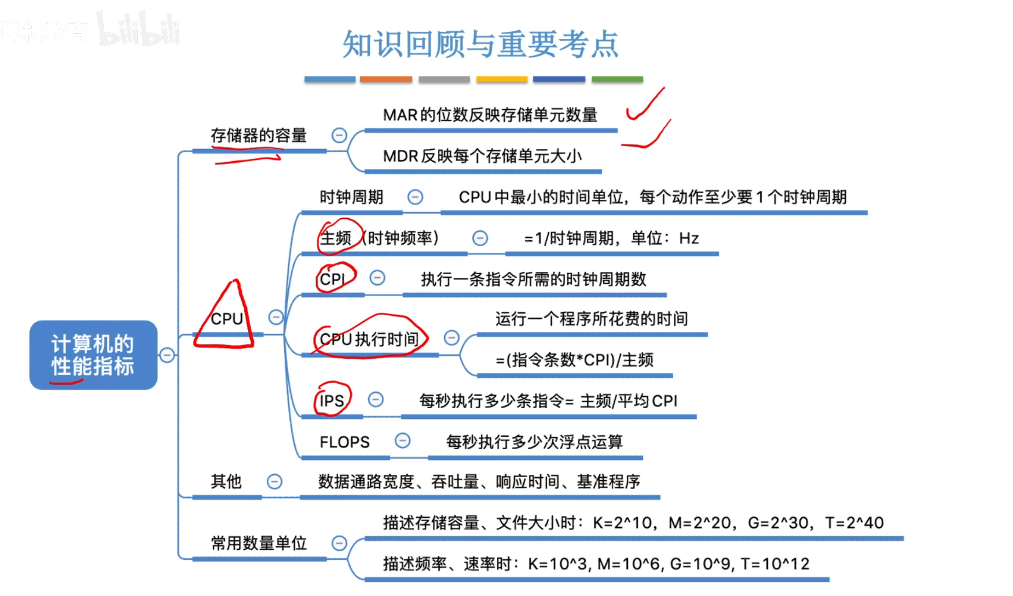 bilibili
知识回顾与重要考点
存储器的容量
MAR的位数反映存储单元数量
MDR反映每个存储单元大小
时钟周期
CPU中最小的时间单位，每个动作至少要1个时钟周期
主频（时钟频率）
=1/时钟周期，单位：Hz
CPI
执行一条指令所需的时钟周期数
CPU
CPU执行时间
运行一个程序所花费的时间
=(指令条数*CPI)/主频
计算机的
性能指标
IPS
每秒执行多少条指令= 主频/平均CPI
FLOPS
每秒执行多少次浮点运算
其他
数据通路宽度、吞吐量、响应时间、基准程序
常用数量单位
描述存储容量、文件大小时：K=2^10，M=2^20，G=2^30，T=2^40
描述频率、速率时：K=10^3, M=10^6, G=10^9, T=10^12